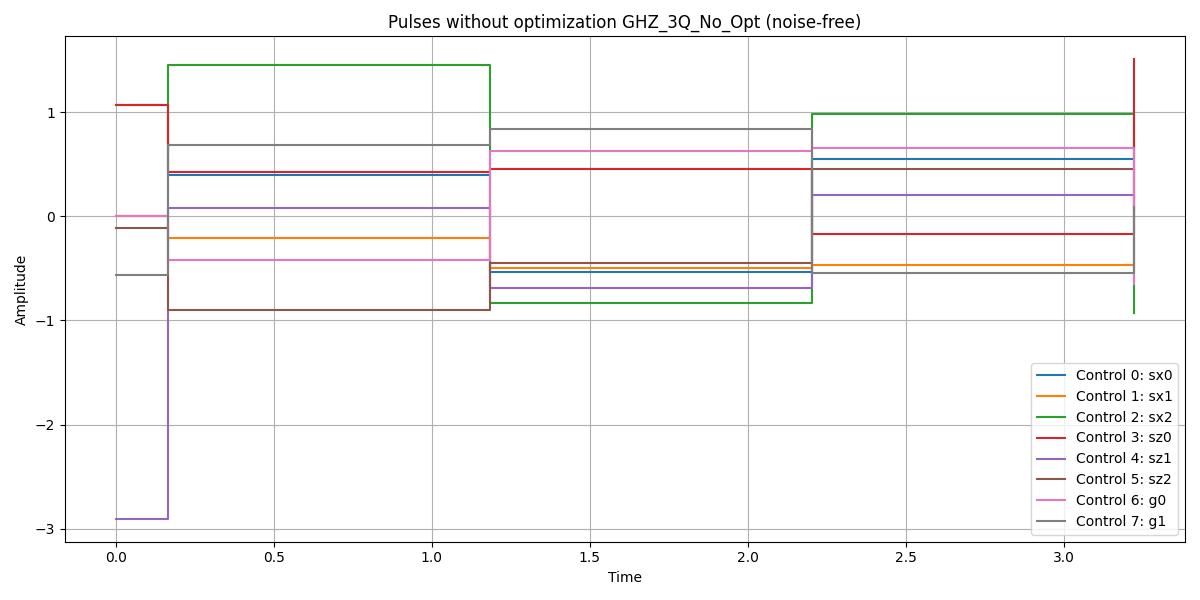 Pulses without optimization GHZ_3Q_No_Opt (noise-free)
Amplitude
1
0
−1
−2
−3
0.0 0.5 1.0 1.5 2.0 2.5 3.0
Time
Control 0: sx0
Control 1: sx1
Control 2: sx2
Control 3: sz0
Control 4: sz1
Control 5: sz2
Control 6: g0
Control 7: g1